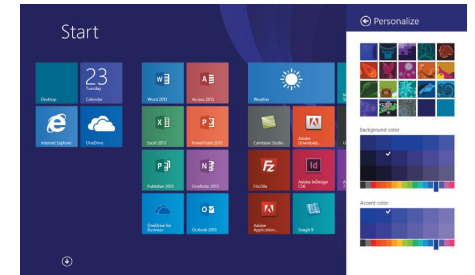 Start
Personalize
23
Tuesday
Desktop
Calendar
Word 2013
Access 2013
Weather
Internet Explorer
OneDrive
Excel 2013
PowerPoint 2013
Camtasia Studio
Adobe
Download...
Publisher 2013
OneNote 2013
FileZilla
Adobe InDesign
CS6
OneDrive for
Business
Outlook 2013
Adobe
Application...
SnagIt 9
Background color
Accent color